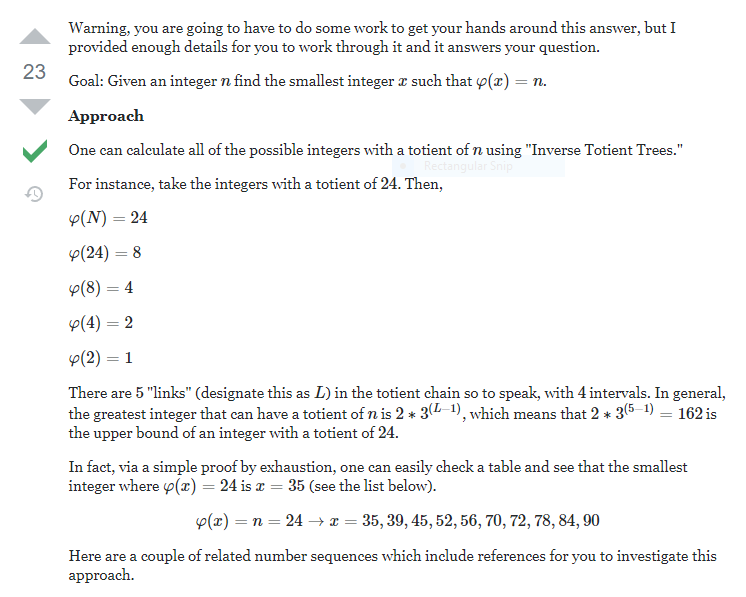 Warning, you are going to have to do some work to get your hands around this answer, but I
provided enough details for you to work through it and it answers your question.
23
Goal: Given an integer n find the smallest integer x such that φ(x) = n.
Approach
One can calculate all of the possible integers with a totient of n using "Inverse Totient Trees."
Rectangular Snip
For instance, take the integers with a totient of 24. Then,
φ(N) = 24
φ(24) = 8
φ(8) = 4
φ(4) = 2
φ(2) = 1
There are 5 "links" (designate this as L) in the totient chain so to speak, with 4 intervals. In general,
the greatest integer that can have a totient of n is 2 * 3^(L−1), which means that 2 * 3^(5−1) = 162 is
the upper bound of an integer with a totient of 24.
In fact, via a simple proof by exhaustion, one can easily check a table and see that the smallest
integer where φ(x) = 24 is x = 35 (see the list below).
φ(x) = n = 24 → x = 35, 39, 45, 52, 56, 70, 72, 78, 84, 90
Here are a couple of related number sequences which include references for you to investigate this
approach.